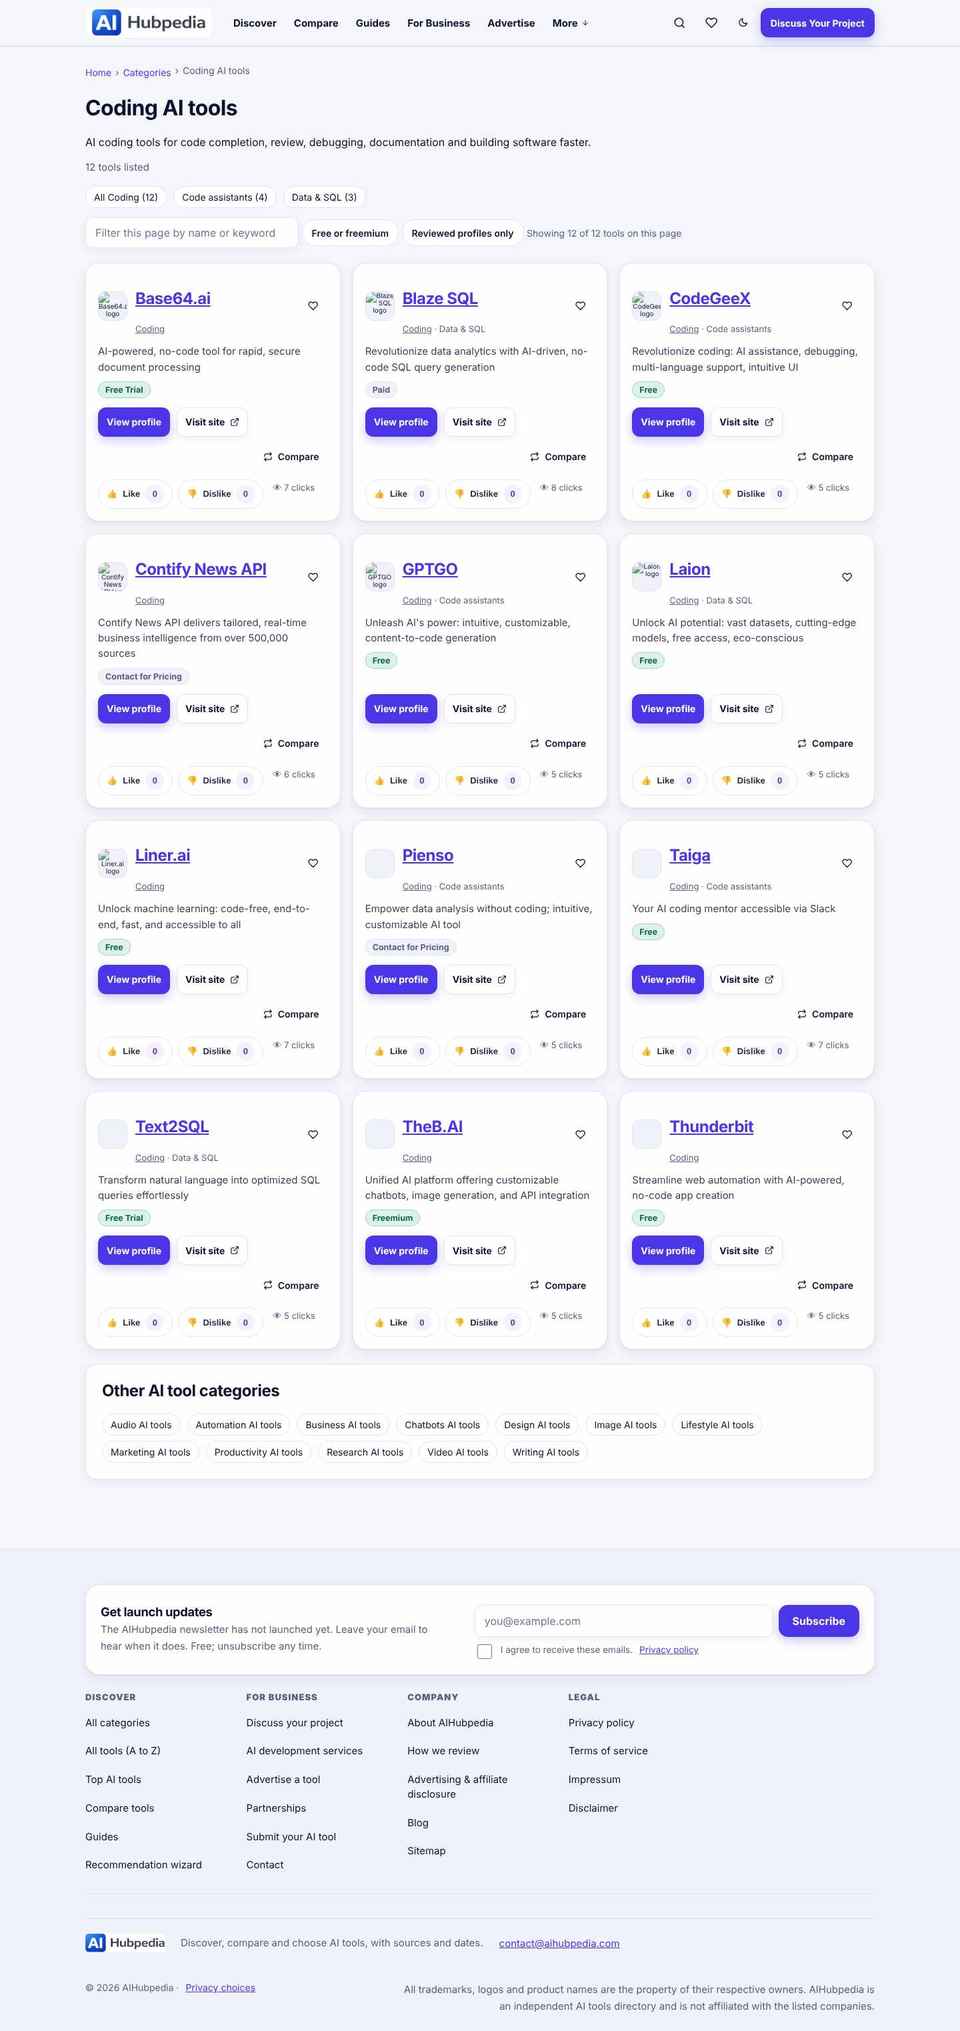 AI Hubpedia
Discover Compare Guides For Business Advertise More Discuss Your Project
Home › Categories › Coding AI tools
Coding AI tools
AI coding tools for code completion, review, debugging, documentation and building software faster.
12 tools listed
All Coding (12) Code assistants (4) Data & SQL (3)
Filter this page by name or keyword Free or freemium Reviewed profiles only Showing 12 of 12 tools on this page
Base64.ai
logo
Base64.ai
Coding
AI-powered, no-code tool for rapid, secure
document processing
Free Trial
View profile Visit site
Compare
👍 Like 0 👎 Dislike 0 👁 7 clicks
Blaze
SQL
logo
Blaze SQL
Coding · Data & SQL
Revolutionize data analytics with AI-driven, no-
code SQL query generation
Paid
View profile Visit site
Compare
👍 Like 0 👎 Dislike 0 👁 8 clicks
CodeGeeX
logo
CodeGeeX
Coding · Code assistants
Revolutionize coding: AI assistance, debugging,
multi-language support, intuitive UI
Free
View profile Visit site
Compare
👍 Like 0 👎 Dislike 0 👁 5 clicks
Contify
News
Contify News API
Coding
Contify News API delivers tailored, real-time
business intelligence from over 500,000
sources
Contact for Pricing
View profile Visit site
Compare
👍 Like 0 👎 Dislike 0 👁 6 clicks
GPTGO
logo
GPTGO
Coding · Code assistants
Unleash AI's power: intuitive, customizable,
content-to-code generation
Free
View profile Visit site
Compare
👍 Like 0 👎 Dislike 0 👁 5 clicks
Laion
logo
Laion
Coding · Data & SQL
Unlock AI potential: vast datasets, cutting-edge
models, free access, eco-conscious
Free
View profile Visit site
Compare
👍 Like 0 👎 Dislike 0 👁 5 clicks
Liner.ai
logo
Liner.ai
Coding
Unlock machine learning: code-free, end-to-
end, fast, and accessible to all
Free
View profile Visit site
Compare
👍 Like 0 👎 Dislike 0 👁 7 clicks
Pienso
Coding · Code assistants
Empower data analysis without coding; intuitive,
customizable AI tool
Contact for Pricing
View profile Visit site
Compare
👍 Like 0 👎 Dislike 0 👁 5 clicks
Taiga
Coding · Code assistants
Your AI coding mentor accessible via Slack
Free
View profile Visit site
Compare
👍 Like 0 👎 Dislike 0 👁 7 clicks
Text2SQL
Coding · Data & SQL
Transform natural language into optimized SQL
queries effortlessly
Free Trial
View profile Visit site
Compare
👍 Like 0 👎 Dislike 0 👁 5 clicks
TheB.AI
Coding
Unified AI platform offering customizable
chatbots, image generation, and API integration
Freemium
View profile Visit site
Compare
👍 Like 0 👎 Dislike 0 👁 5 clicks
Thunderbit
Coding
Streamline web automation with AI-powered,
no-code app creation
Free
View profile Visit site
Compare
👍 Like 0 👎 Dislike 0 👁 5 clicks
Other AI tool categories
Audio AI tools Automation AI tools Business AI tools Chatbots AI tools Design AI tools Image AI tools Lifestyle AI tools
Marketing AI tools Productivity AI tools Research AI tools Video AI tools Writing AI tools
Get launch updates
The AIHubpedia newsletter has not launched yet. Leave your email to
hear when it does. Free; unsubscribe any time.
you@example.com Subscribe
I agree to receive these emails. Privacy policy
DISCOVER
All categories
All tools (A to Z)
Top AI tools
Compare tools
Guides
Recommendation wizard
FOR BUSINESS
Discuss your project
AI development services
Advertise a tool
Partnerships
Submit your AI tool
Contact
COMPANY
About AIHubpedia
How we review
Advertising & affiliate
disclosure
Blog
Sitemap
LEGAL
Privacy policy
Terms of service
Impressum
Disclaimer
AI Hubpedia Discover, compare and choose AI tools, with sources and dates. contact@aihubpedia.com
© 2026 AIHubpedia · Privacy choices
All trademarks, logos and product names are the property of their respective owners. AIHubpedia is
an independent AI tools directory and is not affiliated with the listed companies.